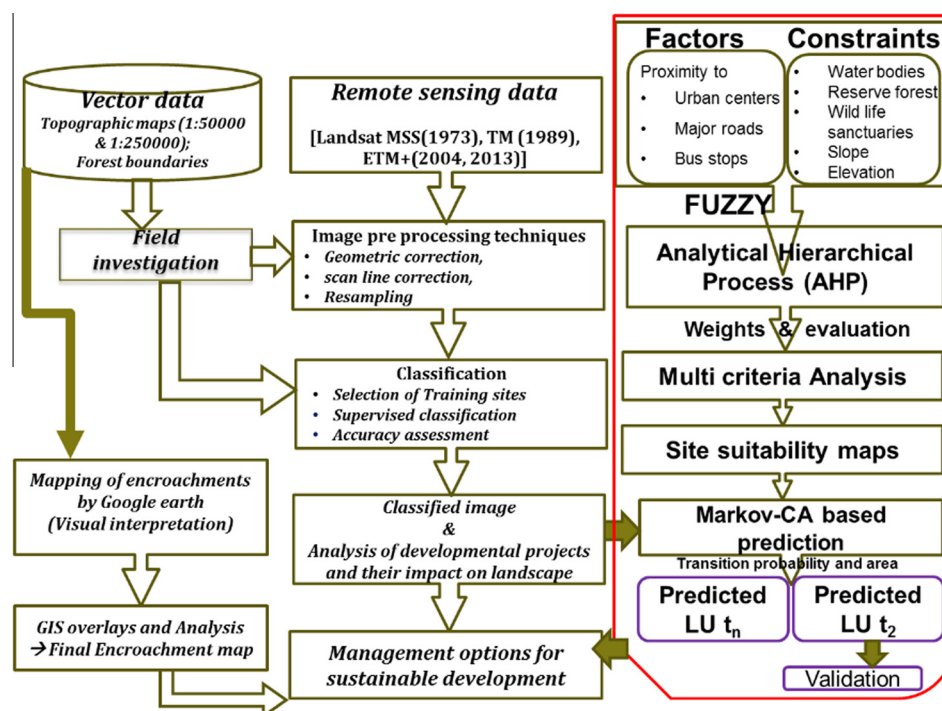 Vector data
Topographic maps (1:50000
& 1:250000);
Forest boundaries
Field
investigation
Mapping of encroachments
by Google earth
(Visual interpretation)
GIS overlays and Analysis
→ Final Encroachment map
Remote sensing data
[Landsat MSS(1973), TM (1989),
ETM+(2004, 2013)]
Image pre processing techniques
• Geometric correction,
• scan line correction,
• Resampling
Classification
• Selection of Training sites
• Supervised classification
• Accuracy assessment
Classified image
&
Analysis of developmental projects
and their impact on landscape
Management options for
sustainable development
Factors
Proximity to
• Urban centers
• Major roads
• Bus stops
Constraints
• Water bodies
• Reserve forest
• Wild life
sanctuaries
• Slope
• Elevation
FUZZY
Analytical Hierarchical
Process (AHP)
Weights & evaluation
Multi criteria Analysis
Site suitability maps
Markov-CA based
prediction
Transition probability and area
Predicted
LU tn
Predicted
LU t2
Validation